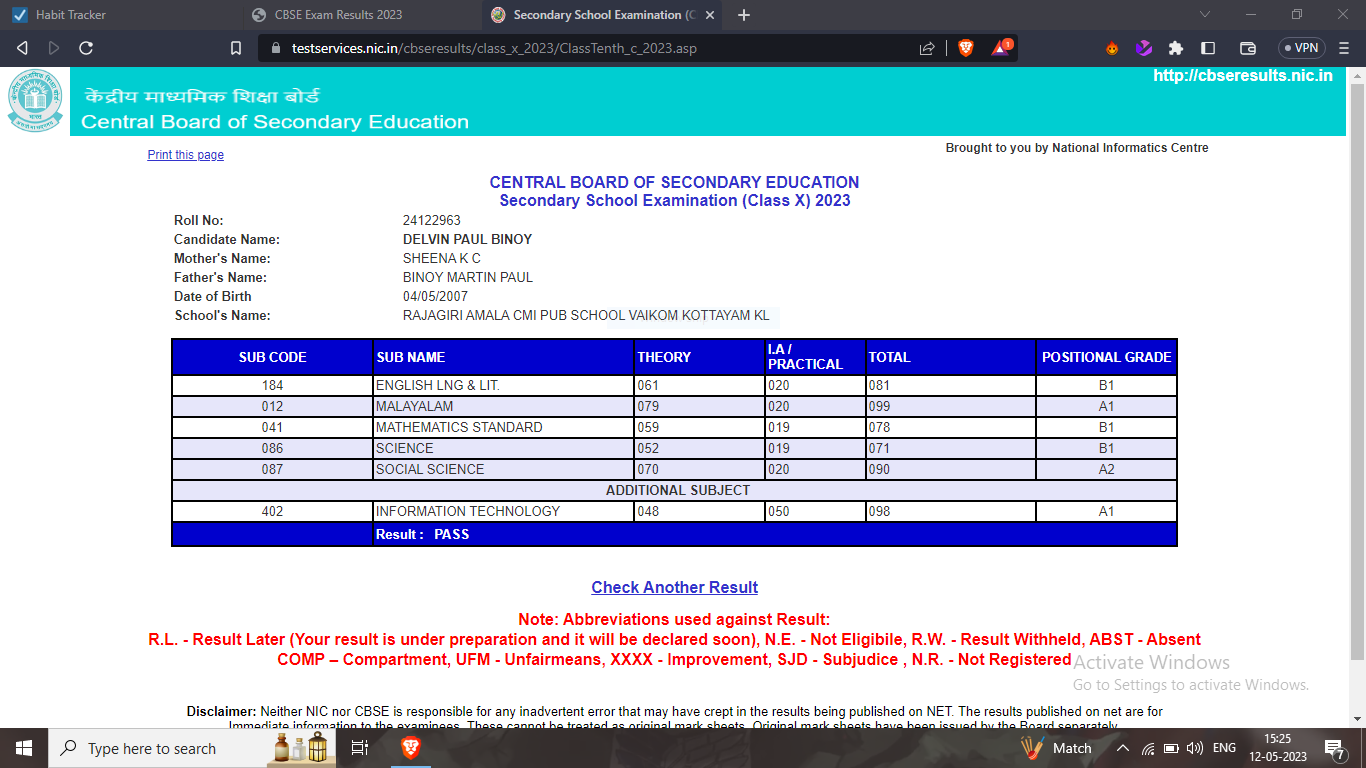 Habit Tracker
CBSE Exam Results 2023
Secondary School Examination (C
testservices.nic.in/cbseresults/class_x_2023/ClassTenth_c_2023.asp
1
VPN
http://cbseresults.nic.in
केंद्रीय माध्यमिक शिक्षा बोर्ड
Central Board of Secondary Education
Print this page
Brought to you by National Informatics Centre
CENTRAL BOARD OF SECONDARY EDUCATION
Secondary School Examination (Class X) 2023
Roll No: 24122963
Candidate Name: DELVIN PAUL BINOY
Mother's Name: SHEENA K C
Father's Name: BINOY MARTIN PAUL
Date of Birth 04/05/2007
School's Name: RAJAGIRI AMALA CMI PUB SCHOOL VAIKOM KOTTAYAM KL
SUB CODE SUB NAME THEORY I.A / PRACTICAL TOTAL POSITIONAL GRADE
184 ENGLISH LNG & LIT. 061 020 081 B1
012 MALAYALAM 079 020 099 A1
041 MATHEMATICS STANDARD 059 019 078 B1
086 SCIENCE 052 019 071 B1
087 SOCIAL SCIENCE 070 020 090 A2
ADDITIONAL SUBJECT
402 INFORMATION TECHNOLOGY 048 050 098 A1
Result : PASS
Check Another Result
Note: Abbreviations used against Result:
R.L. - Result Later (Your result is under preparation and it will be declared soon), N.E. - Not Eligibile, R.W. - Result Withheld, ABST - Absent
COMP – Compartment, UFM - Unfairmeans, XXXX - Improvement, SJD - Subjudice , N.R. - Not Registered
Activate Windows
Go to Settings to activate Windows.
Disclaimer: Neither NIC nor CBSE is responsible for any inadvertent error that may have crept in the results being published on NET. The results published on net are for
Immediate information to the examinees. These cannot be treated as original mark sheets. Original mark sheets have been issued by the Board separately.
Type here to search
Match
ENG
15:25
12-05-2023
7